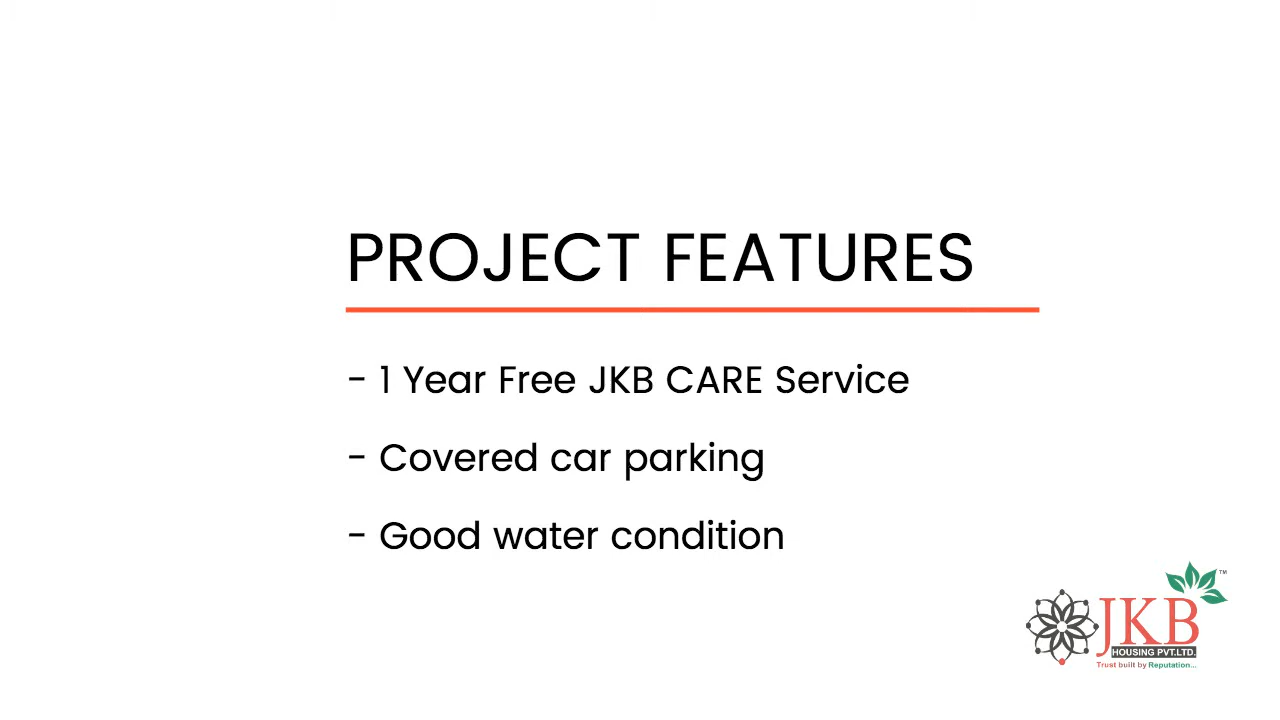 PROJECT FEATURES
- 1 Year Free JKB CARE Service
- Covered car parking
- Good water condition
JKB
TM
HOUSING PVT.LTD.
Trust built by Reputation...